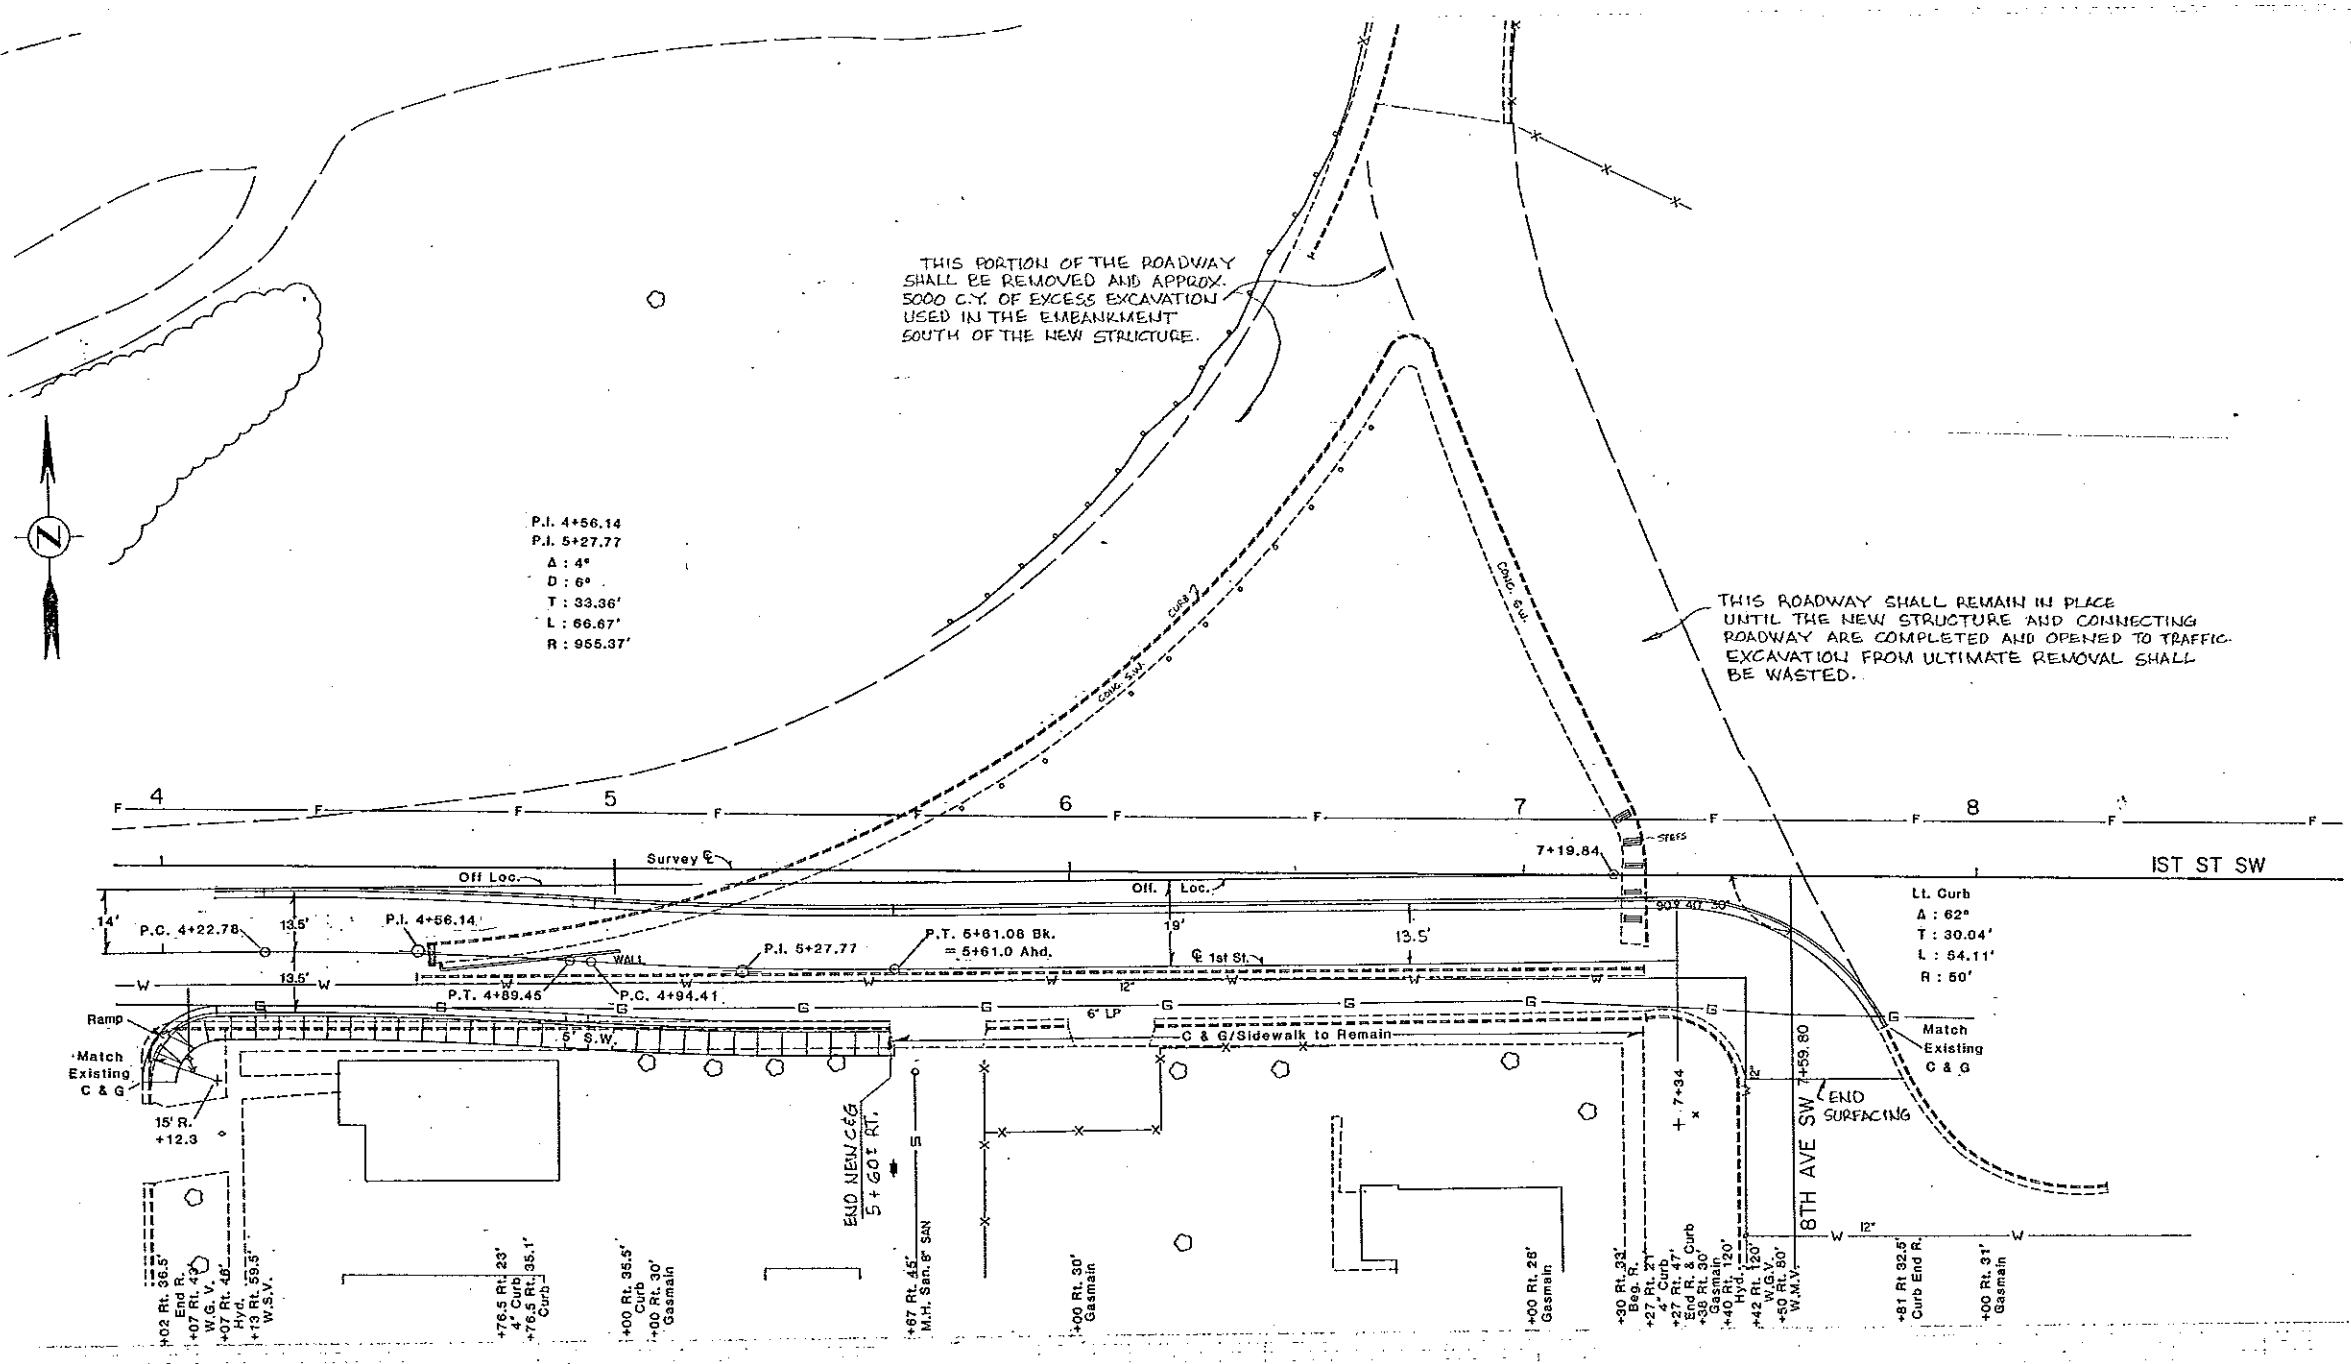 THIS PORTION OF THE ROADWAY
SHALL BE REMOVED AND APPROX.
5000 C.Y. OF EXCESS EXCAVATION
USED IN THE EMBANKMENT
SOUTH OF THE NEW STRUCTURE.
Z
P.I. 4+56.14
P.I. 5+27.77
Δ : 4°
D : 6°
T : 33.36'
L : 66.67'
R : 955.37'
CURB
CONC. S.W.
CONC. S.W.
THIS ROADWAY SHALL REMAIN IN PLACE
UNTIL THE NEW STRUCTURE AND CONNECTING
ROADWAY ARE COMPLETED AND OPENED TO TRAFFIC.
EXCAVATION FROM ULTIMATE REMOVAL SHALL
BE WASTED.
4 5 6 7 8
F F F F F F F F F F F F
STEPS
Survey ℄
7+19.84
1ST ST SW
Off Loc.
Off. Loc.
Lt. Curb
Δ : 62°
T : 30.04'
L : 54.11'
R : 50'
14'
P.C. 4+22.78
13.5'
P.I. 4+56.14
19'
13.5'
90° 40' 30"
P.I. 5+27.77
P.T. 5+61.08 Bk.
= 5+61.0 Ahd.
℄ 1st St.
WALL
13.5'
W W W W W W W W W
12"
P.T. 4+89.45
P.C. 4+94.41
G G G G G G G G G G
6" LP
Ramp
5' S.W.
C & G/Sidewalk to Remain
Match
Existing
C & G
Match
Existing
C & G
15' R.
+12.3
END NEW C&G
5+60± RT.
S
+ 7+34
12"
W
8TH AVE SW 7+59.80
END
SURFACING
W 12" W
+02 Rt. 36.5'
End R.
+07 Rt. 43'
W.G. V.
+07 Rt. 46'
Hyd.
+13 Rt. 59.5'
W.S.V.
+76.5 Rt. 23'
4" Curb
+76.5 Rt. 35.1'
Curb
+00 Rt. 35.5'
Curb
+00 Rt. 30'
Gasmain
+67 Rt. 45'
M.H. San. 8" SAN
+00 Rt. 30'
Gasmain
+00 Rt. 26'
Gasmain
+30 Rt. 33'
Beg. R.
+27 Rt. 21'
4" Curb
+27 Rt. 47'
End R. & Curb
+38 Rt. 30'
Gasmain
+40 Rt. 120'
Hyd.
+42 Rt. 120'
W.G.V.
+50 Rt. 80'
W.M.V.
+81 Rt 32.5'
Curb End R.
+00 Rt. 31'
Gasmain